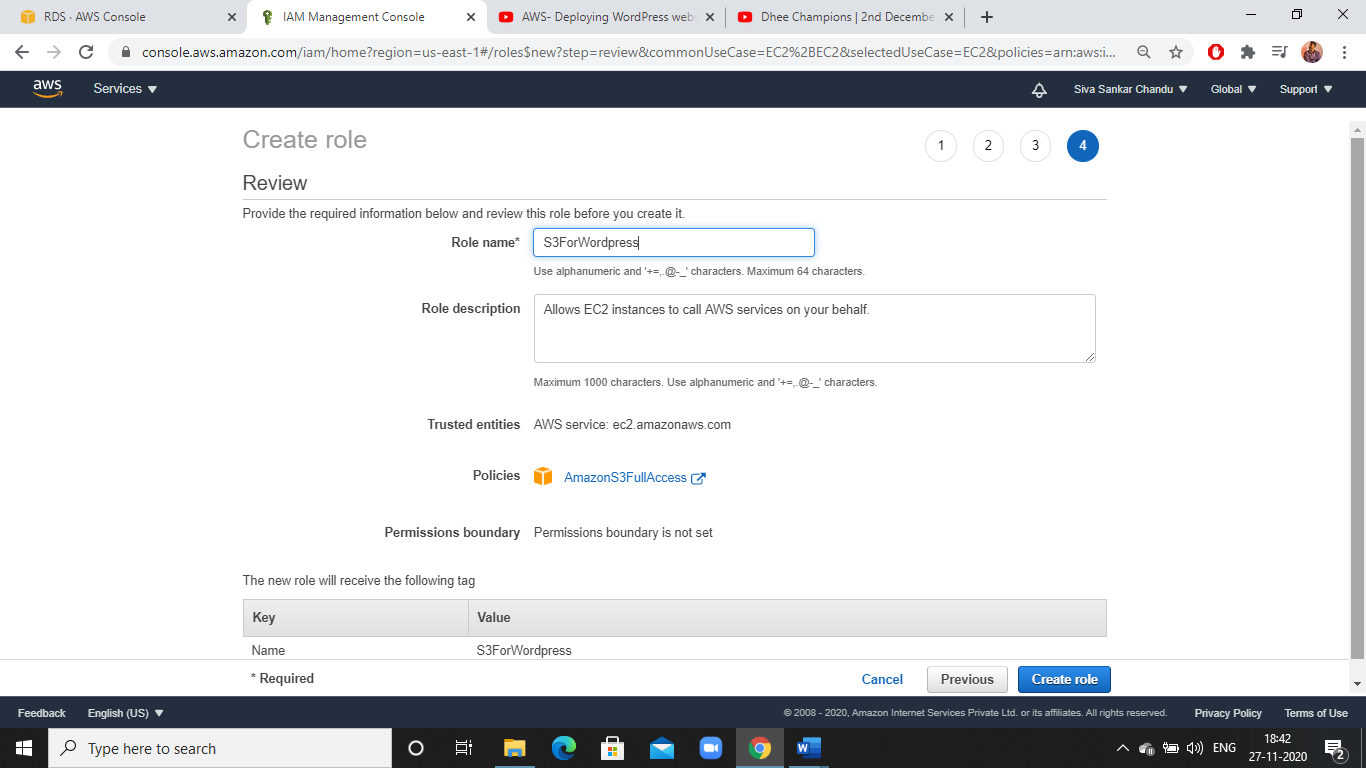 RDS · AWS Console
IAM Management Console
AWS- Deploying WordPress webs
Dhee Champions | 2nd Decembe
console.aws.amazon.com/iam/home?region=us-east-1#/roles$new?step=review&commonUseCase=EC2%2BEC2&selectedUseCase=EC2&policies=arn:aws:i...
aws
Services
Siva Sankar Chandu
Global
Support
Create role
1
2
3
4
Review
Provide the required information below and review this role before you create it.
Role name*
S3ForWordpress
Use alphanumeric and '+=,.@-_' characters. Maximum 64 characters.
Role description
Allows EC2 instances to call AWS services on your behalf.
Maximum 1000 characters. Use alphanumeric and '+=,.@-_' characters.
Trusted entities
AWS service: ec2.amazonaws.com
Policies
AmazonS3FullAccess
Permissions boundary
Permissions boundary is not set
The new role will receive the following tag
Key
Value
Name
S3ForWordpress
* Required
Cancel
Previous
Create role
Feedback
English (US)
© 2008 - 2020, Amazon Internet Services Private Ltd. or its affiliates. All rights reserved.
Privacy Policy
Terms of Use
Type here to search
W
ENG
18:42
27-11-2020
2